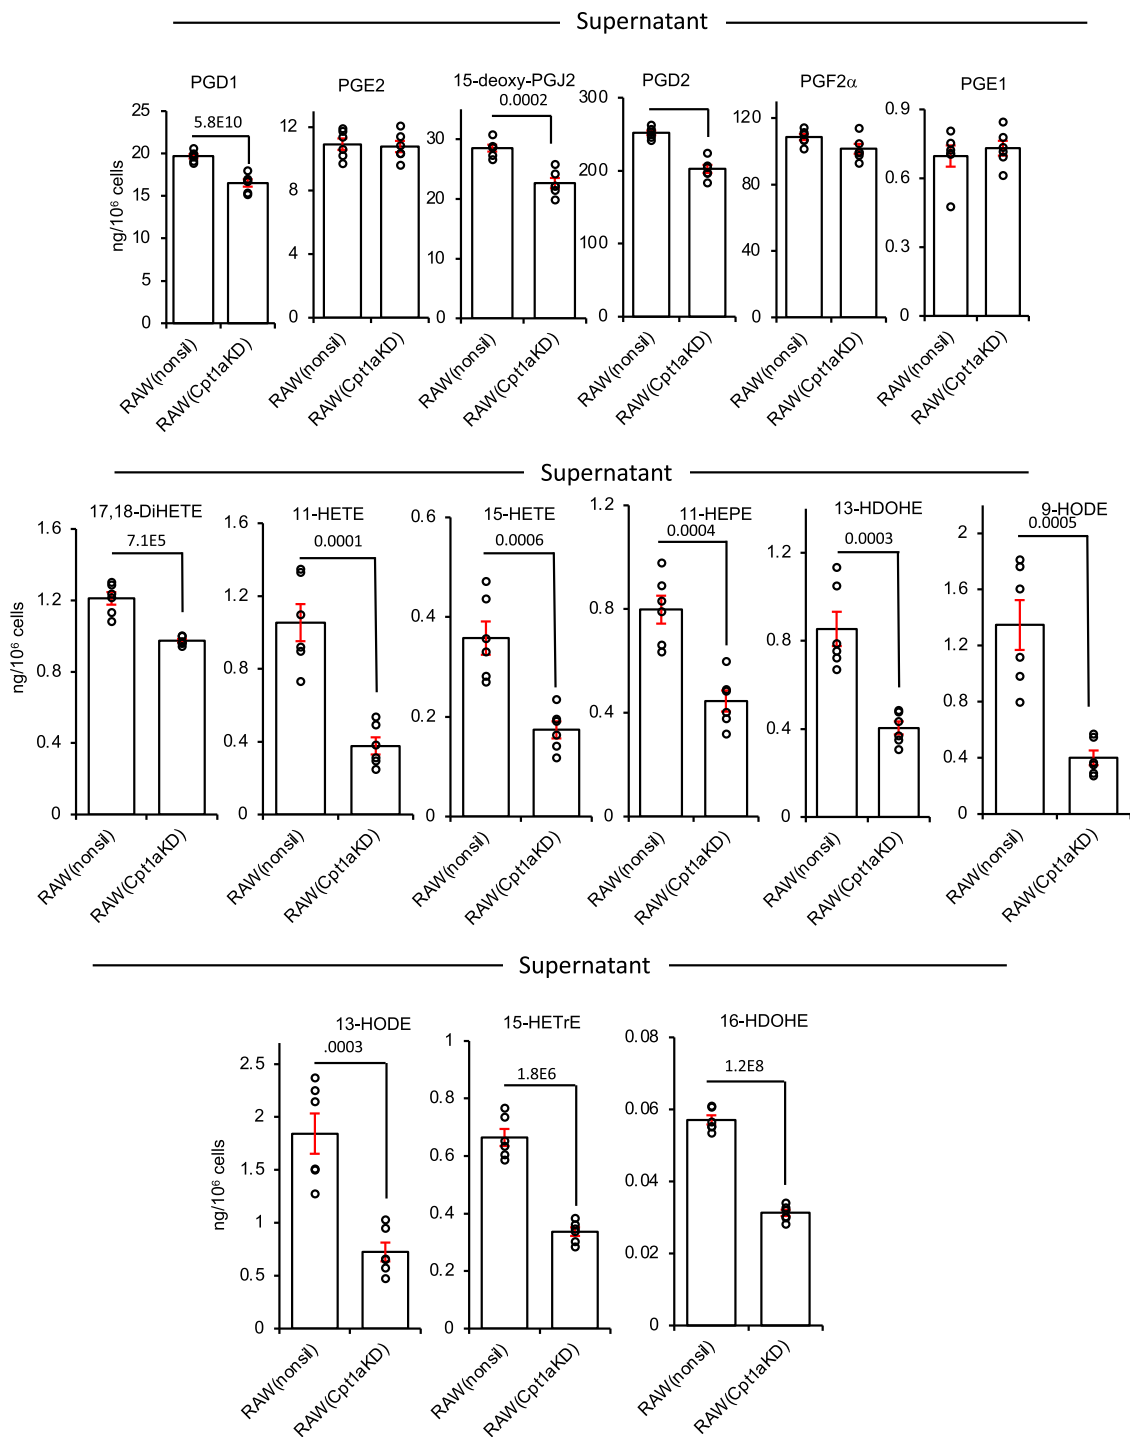 Supernatant
PGD1
PGE2
15-deoxy-PGJ2
PGD2
PGF2α
PGE1
ng/10⁶ cells
25
20
15
10
5
0
5.8E10
RAW(nonsil)
RAW(Cpt1aKD)
12
8
4
0
RAW(nonsil)
RAW(Cpt1aKD)
30
20
10
0
0.0002
RAW(nonsil)
RAW(Cpt1aKD)
300
200
100
0
RAW(nonsil)
RAW(Cpt1aKD)
120
80
40
0
RAW(nonsil)
RAW(Cpt1aKD)
0.9
0.6
0.3
0
RAW(nonsil)
RAW(Cpt1aKD)
Supernatant
17,18-DiHETE
11-HETE
15-HETE
11-HEPE
13-HDOHE
9-HODE
ng/10⁶ cells
1.6
1.2
0.8
0.4
0
7.1E5
RAW(nonsil)
RAW(Cpt1aKD)
1.6
1.2
0.8
0.4
0
0.0001
RAW(nonsil)
RAW(Cpt1aKD)
0.6
0.4
0.2
0
0.0006
RAW(nonsil)
RAW(Cpt1aKD)
1.2
0.8
0.4
0
0.0004
RAW(nonsil)
RAW(Cpt1aKD)
1.2
0.8
0.4
0
0.0003
RAW(nonsil)
RAW(Cpt1aKD)
2
1.6
1.2
0.8
0.4
0
0.0005
RAW(nonsil)
RAW(Cpt1aKD)
Supernatant
13-HODE
15-HETrE
16-HDOHE
ng/10⁶ cells
2.5
2
1.5
1
0.5
0
.0003
RAW(nonsil)
RAW(Cpt1aKD)
1
0.8
0.6
0.4
0.2
0
1.8E6
RAW(nonsil)
RAW(Cpt1aKD)
0.08
0.06
0.04
0.02
0
1.2E8
RAW(nonsil)
RAW(Cpt1aKD)